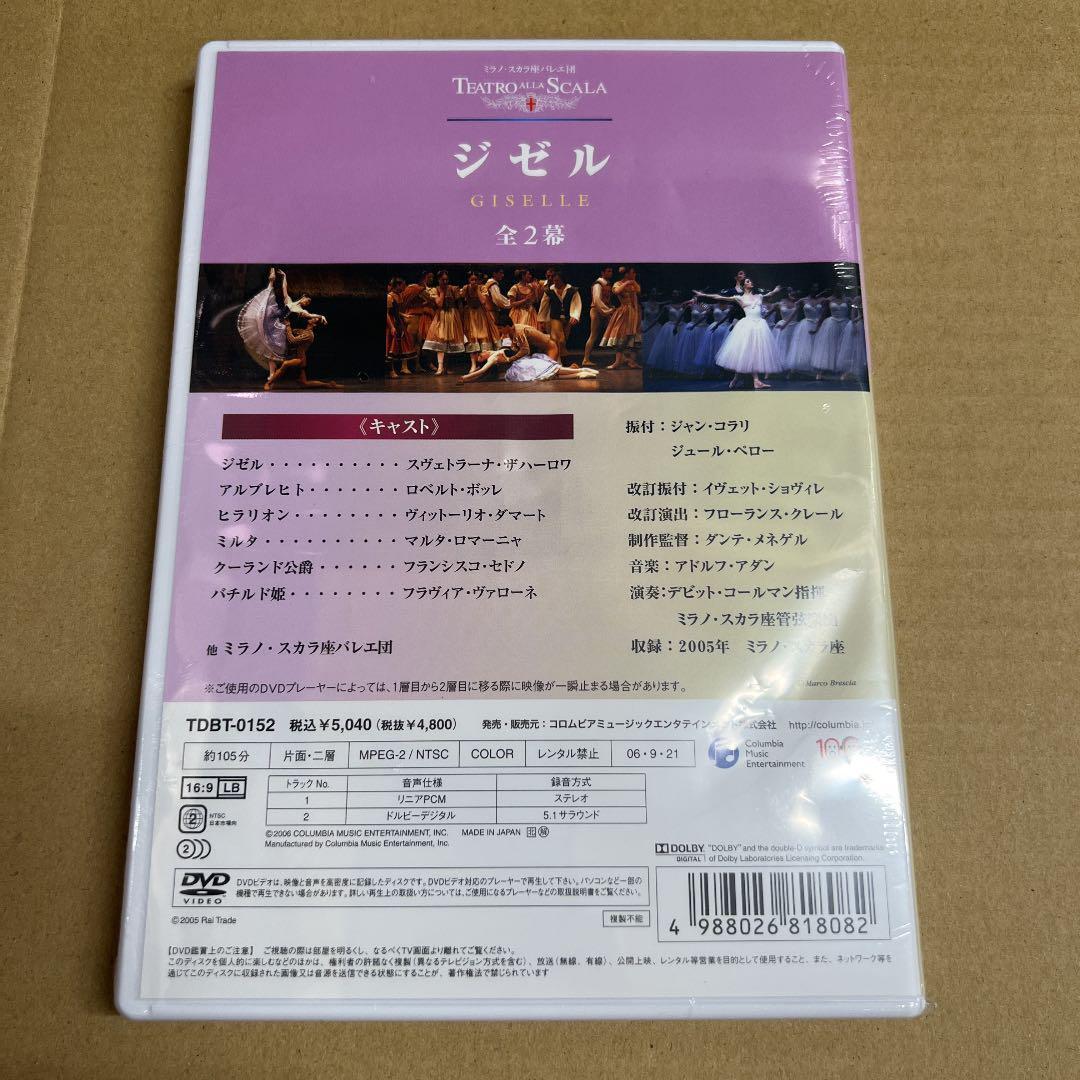 ミラノ・スカラ座バレエ団
TEATRO ALLA SCALA
ジゼル
GISELLE
全2幕
《キャスト》
ジゼル・・・・・・・・・・スヴェトラーナ・ザハーロワ
アルブレヒト・・・・・・・ロベルト・ボッレ
ヒラリオン・・・・・・・・ヴィットーリオ・ダマート
ミルタ・・・・・・・・・・マルタ・ロマーニャ
クーランド公爵・・・・・・フランシスコ・セドノ
バチルド姫・・・・・・・・フラヴィア・ヴァローネ
他 ミラノ・スカラ座バレエ団
振付:ジャン・コラリ
ジュール・ペロー
改訂振付:イヴェット・ショヴィレ
改訂演出:フローランス・クレール
制作監督:ダンテ・メネゲル
音楽:アドルフ・アダン
演奏:デビット・コールマン指揮
ミラノ・スカラ座管弦楽団
収録:2005年 ミラノ・スカラ座
Marco Brescia
※ご使用のDVDプレーヤーによっては、1層目から2層目に移る際に映像が一瞬止まる場合があります。
TDBT-0152 税込¥5,040(税抜¥4,800) 発売・販売元:コロムビアミュージックエンタテインメント株式会社 http://columbia.j
約105分 片面・二層 MPEG-2 / NTSC COLOR レンタル禁止 06・9・21
Columbia Music Entertainment
16:9 LB
トラック No. 音声仕様 録音方式
1 リニアPCM ステレオ
2 ドルビーデジタル 5.1サラウンド
2 NTSC 日本市場向
2
©2006 COLUMBIA MUSIC ENTERTAINMENT, INC. MADE IN JAPAN
Manufactured by Columbia Music Entertainment, Inc.
DOLBY DIGITAL "DOLBY" and the double-D symbol are trademarks
of Dolby Laboratories Licensing Corporation.
DVD VIDEO
DVDビデオは、映像と音声を高密度に記録したディスクです。DVDビデオ対応のプレーヤーで再生して下さい。パソコンなど一部の
機種で再生できない場合があります。詳しい再生上の取扱い方については、ご使用になるプレーヤーなどの取扱説明書をご覧ください。
©2005 Rai Trade
複製不能
4 988026 818082
【DVD鑑賞上のご注意】 ご視聴の際は部屋を明るくし、なるべくTV画面より離れてご覧ください。
このディスクを個人的に楽しむなどのほかは、権利者の許諾なく複製(異なるテレビジョン方式を含む)、放送(無線、有線)、公開上映、レンタル等営業を目的として使用すること、また、ネットワーク等を
通じてこのディスクに収録された画像又は音源を送信できる状態にすることが、著作権法で禁じられています